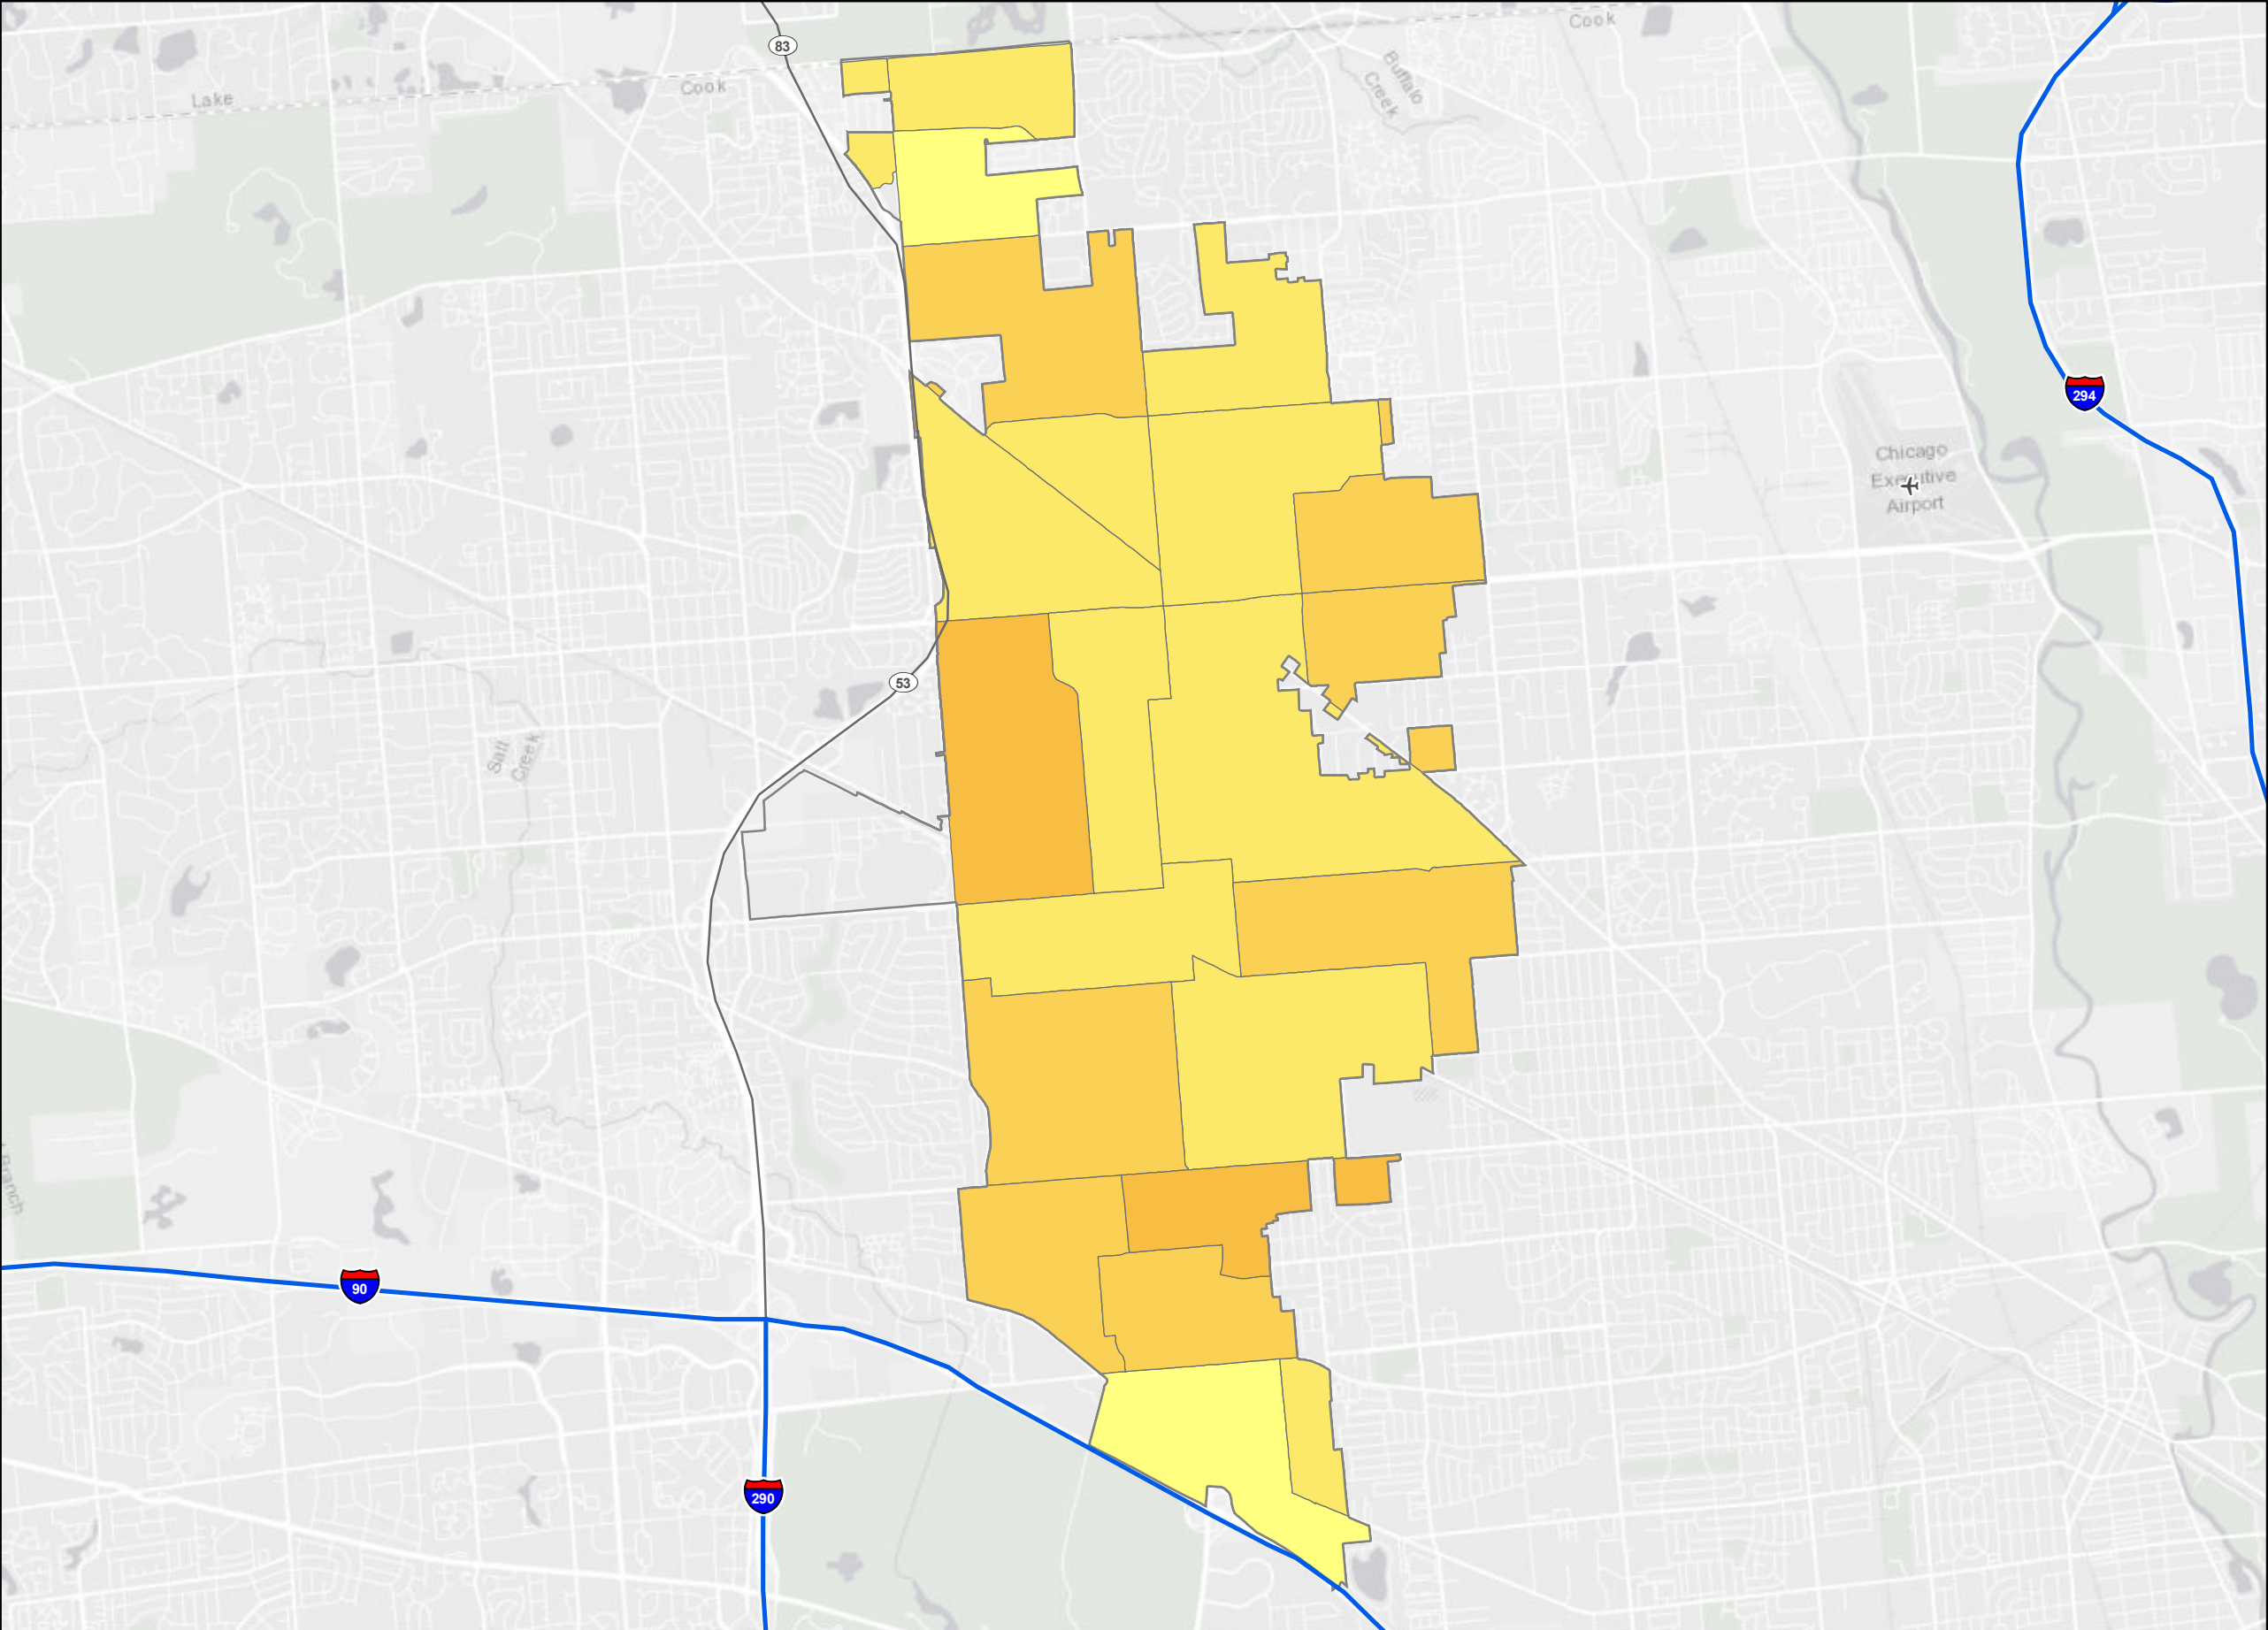 Cook
83
Lake
Cook
Buffalo
Creek
294
Chicago
Executive
Airport
53
Salt
Creek
Branch
90
290